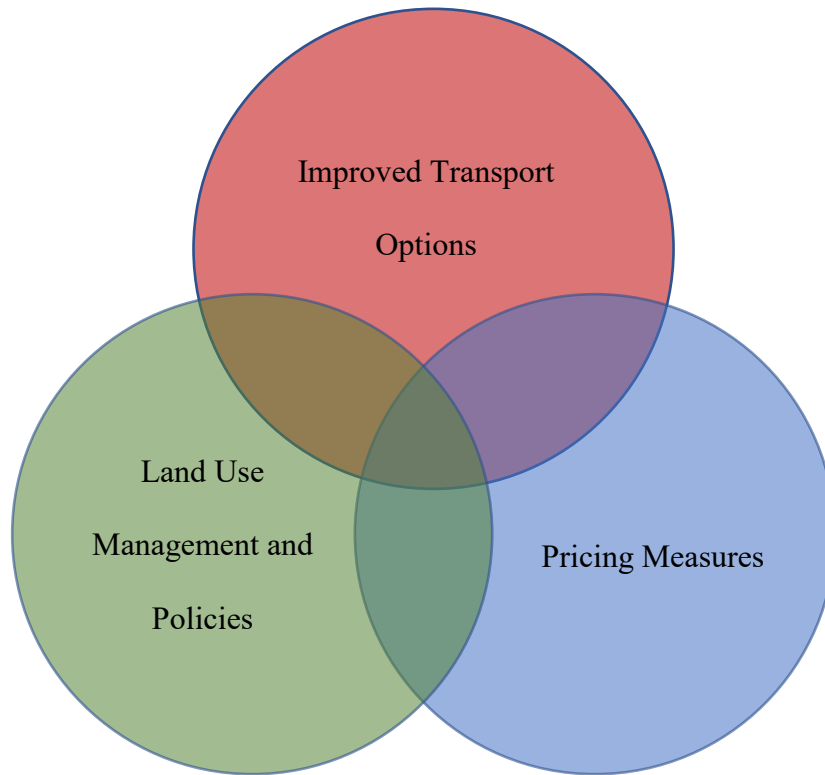 Improved Transport
Options
Land Use
Management and
Policies
Pricing Measures